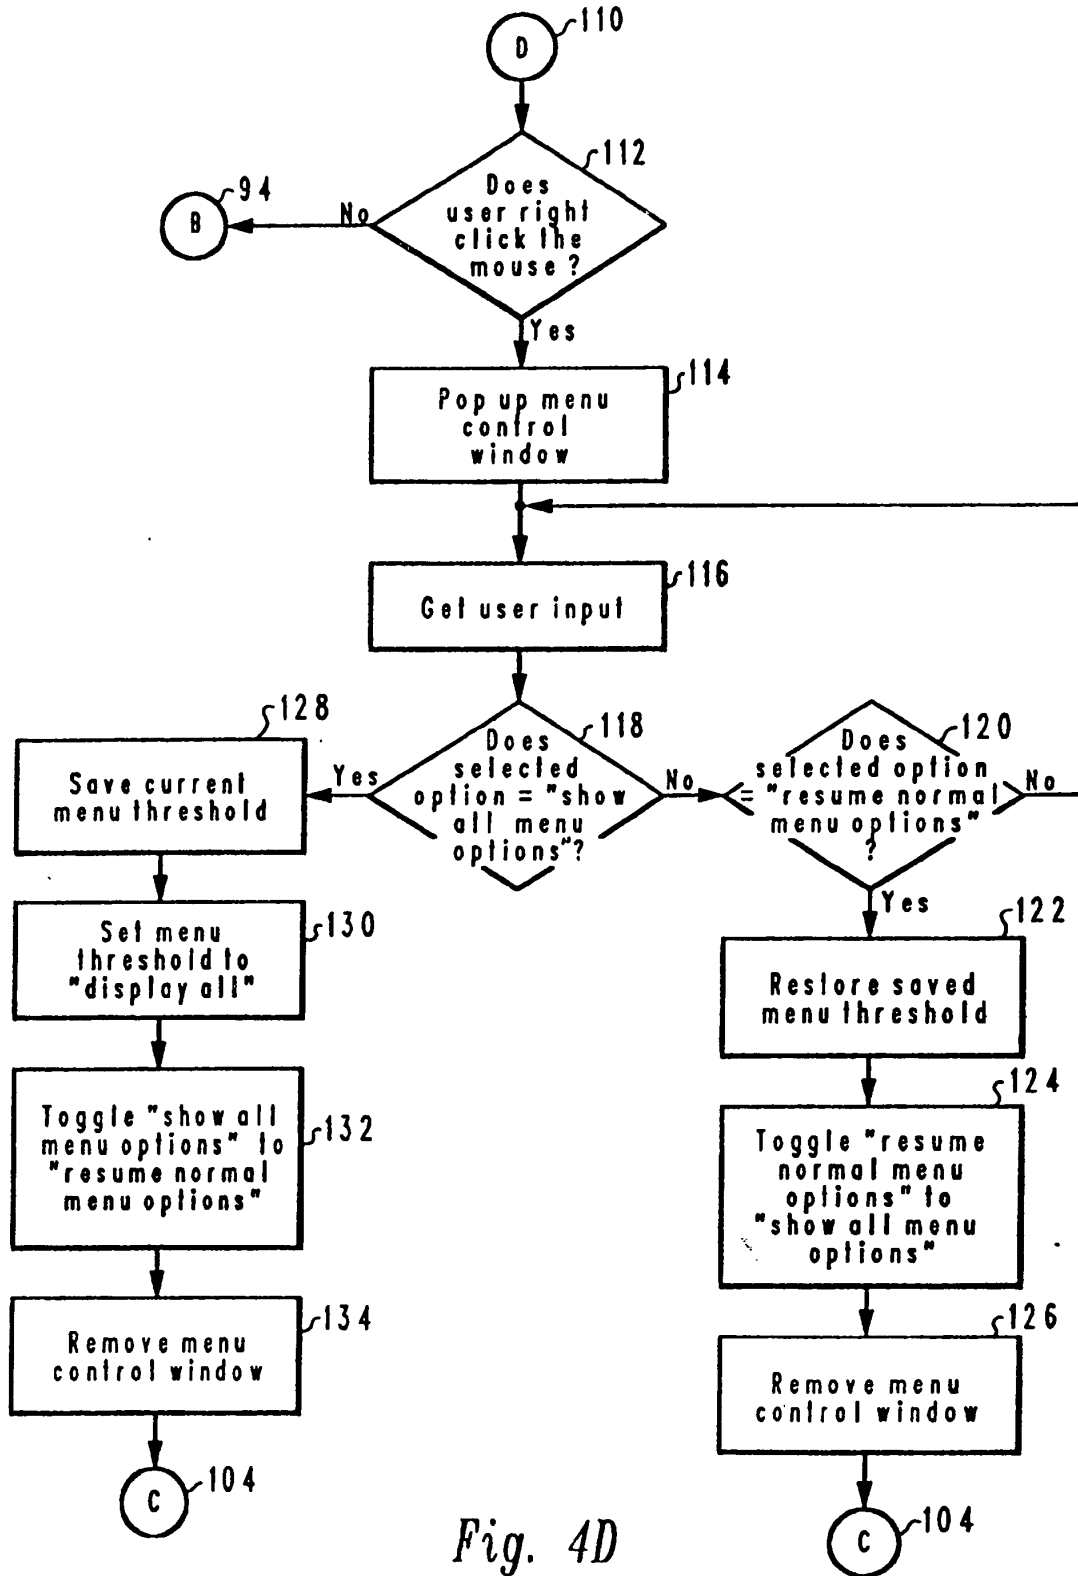 110
D
112
Does
user right
click the
mouse?
94
B
No
Yes
114
Pop up menu
control
window
116
Get user input
118
Does
selected
option = "show
all menu
options"?
Yes
No
120
Does
selected option
= "resume normal
menu options"
?
No
Yes
128
Save current
menu threshold
130
Set menu
threshold to
"display all"
132
Toggle "show all
menu options" to
"resume normal
menu options"
134
Remove menu
control window
104
C
122
Restore saved
menu threshold
124
Toggle "resume
normal menu
options" to
"show all menu
options"
126
Remove menu
control window
104
C
Fig. 4D